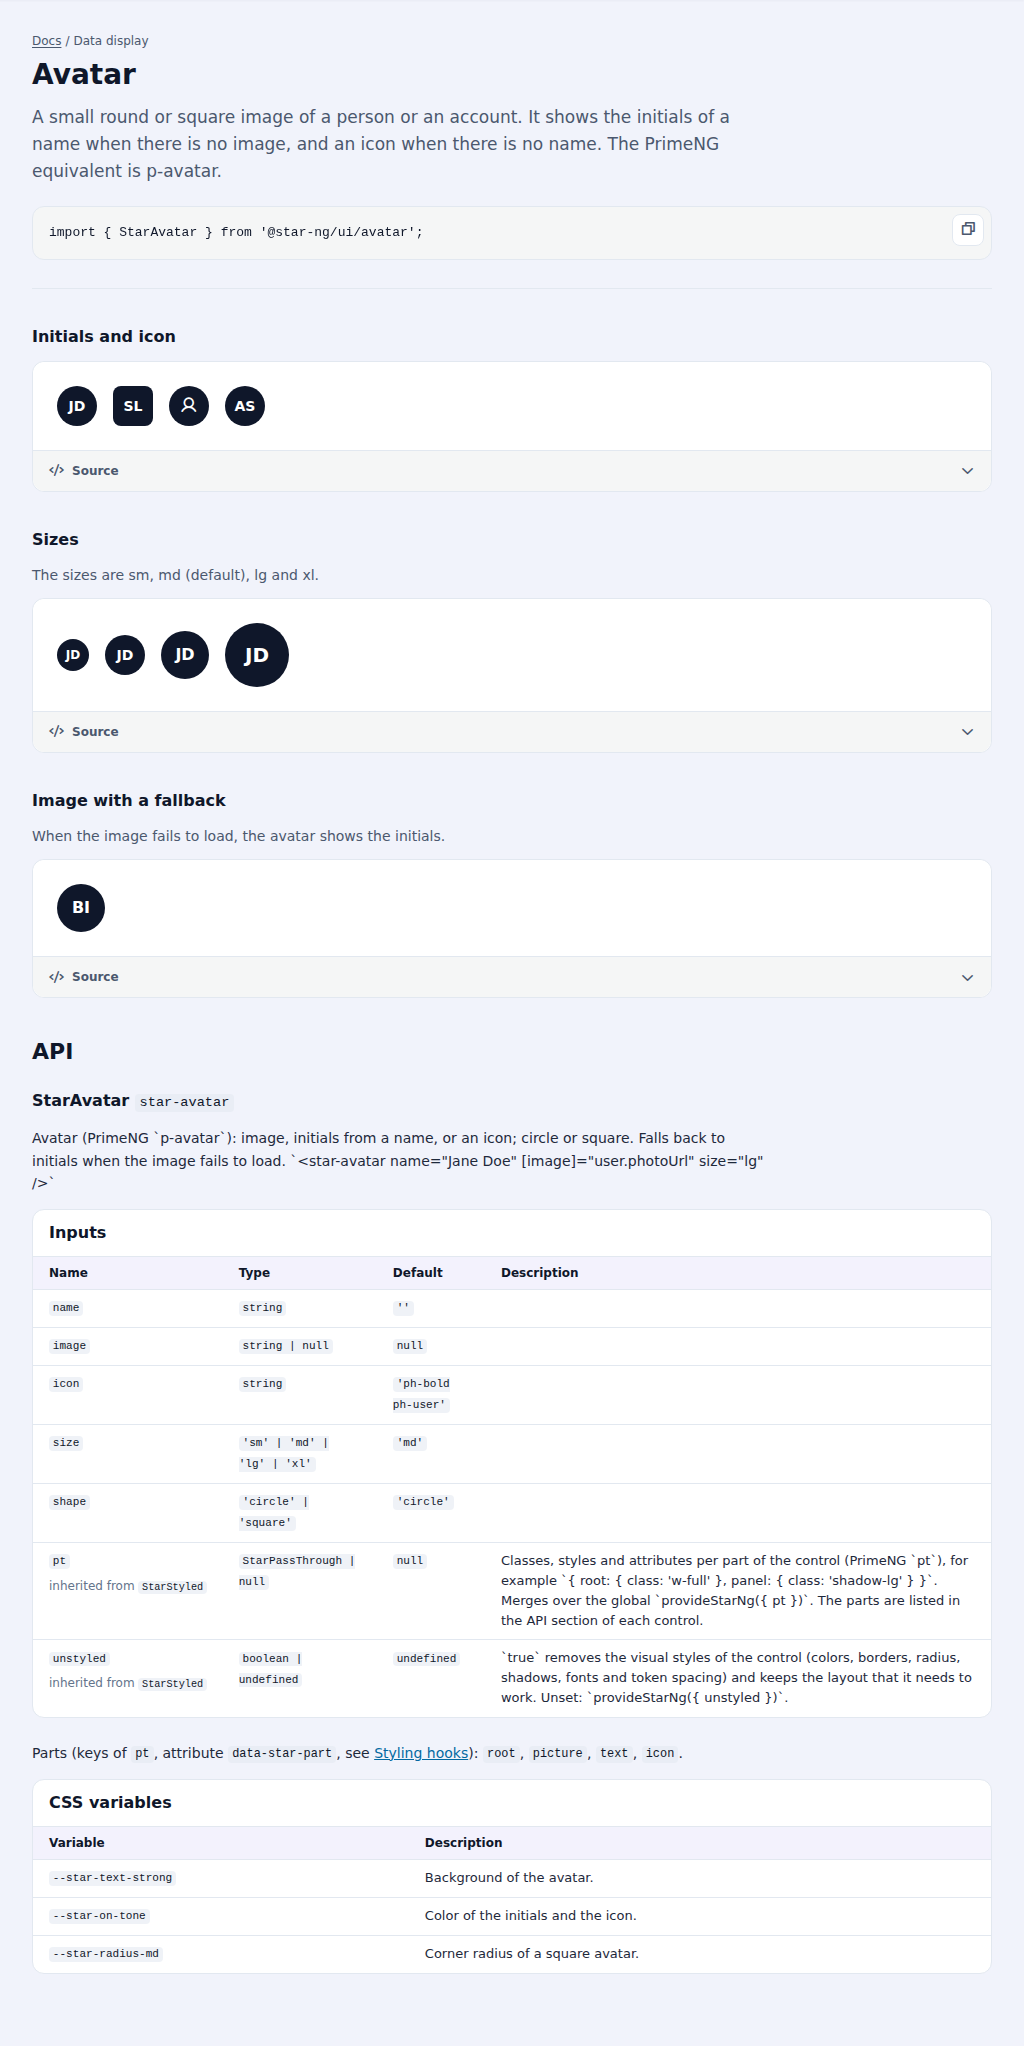 Docs / Data display
Avatar
A small round or square image of a person or an account. It shows the initials of a
name when there is no image, and an icon when there is no name. The PrimeNG
equivalent is p-avatar.
import { StarAvatar } from '@star-ng/ui/avatar';
Initials and icon
JD SL AS
Source
Sizes
The sizes are sm, md (default), lg and xl.
JD JD JD JD
Source
Image with a fallback
When the image fails to load, the avatar shows the initials.
BI
Source
API
StarAvatar star-avatar
Avatar (PrimeNG `p-avatar`): image, initials from a name, or an icon; circle or square. Falls back to
initials when the image fails to load. `<star-avatar name="Jane Doe" [image]="user.photoUrl" size="lg"
/>`
Inputs
Name Type Default Description
name string ''
image string | null null
icon string 'ph-bold
ph-user'
size 'sm' | 'md' | 'md'
'lg' | 'xl'
shape 'circle' | 'circle'
'square'
pt StarPassThrough | null Classes, styles and attributes per part of the control (PrimeNG `pt`), for
inherited from StarStyled null example `{ root: { class: 'w-full' }, panel: { class: 'shadow-lg' } }`.
Merges over the global `provideStarNg({ pt })`. The parts are listed in
the API section of each control.
unstyled boolean | undefined `true` removes the visual styles of the control (colors, borders, radius,
inherited from StarStyled undefined shadows, fonts and token spacing) and keeps the layout that it needs to
work. Unset: `provideStarNg({ unstyled })`.
Parts (keys of pt, attribute data-star-part, see Styling hooks): root, picture, text, icon.
CSS variables
Variable Description
--star-text-strong Background of the avatar.
--star-on-tone Color of the initials and the icon.
--star-radius-md Corner radius of a square avatar.